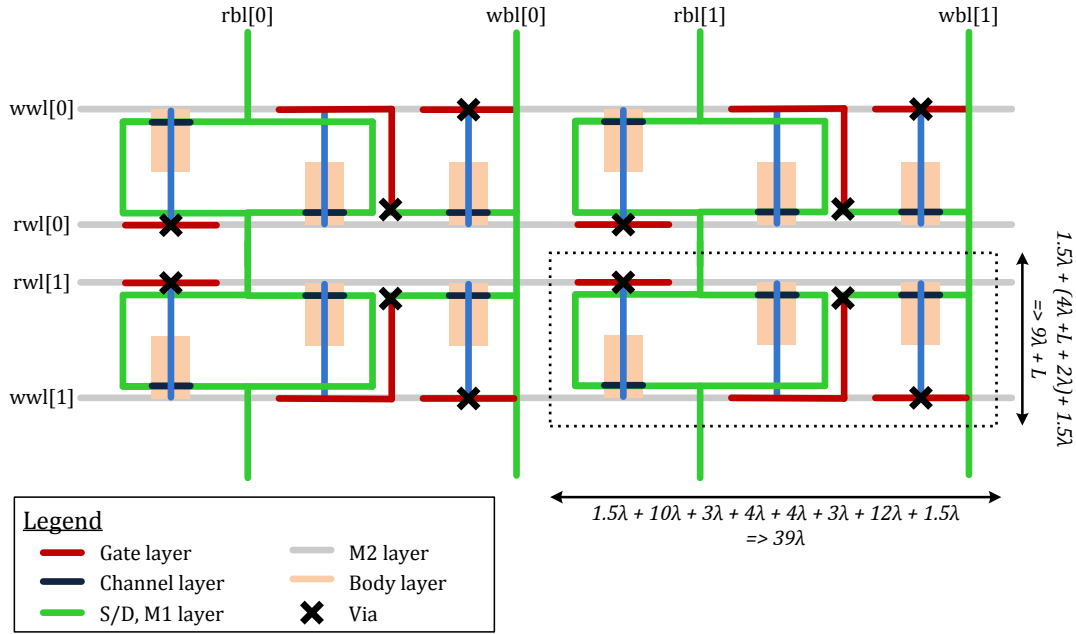 rbl[0] wbl[0] rbl[1] wbl[1]
wwl[0]
rwl[0]
rwl[1]
wwl[1]
1.5λ + (4λ +L + 2λ) + 1.5λ
=> 9λ + L
1.5λ + 10λ + 3λ + 4λ + 4λ + 3λ + 12λ + 1.5λ
=> 39λ
Legend
Gate layer M2 layer
Channel layer Body layer
S/D, M1 layer Via